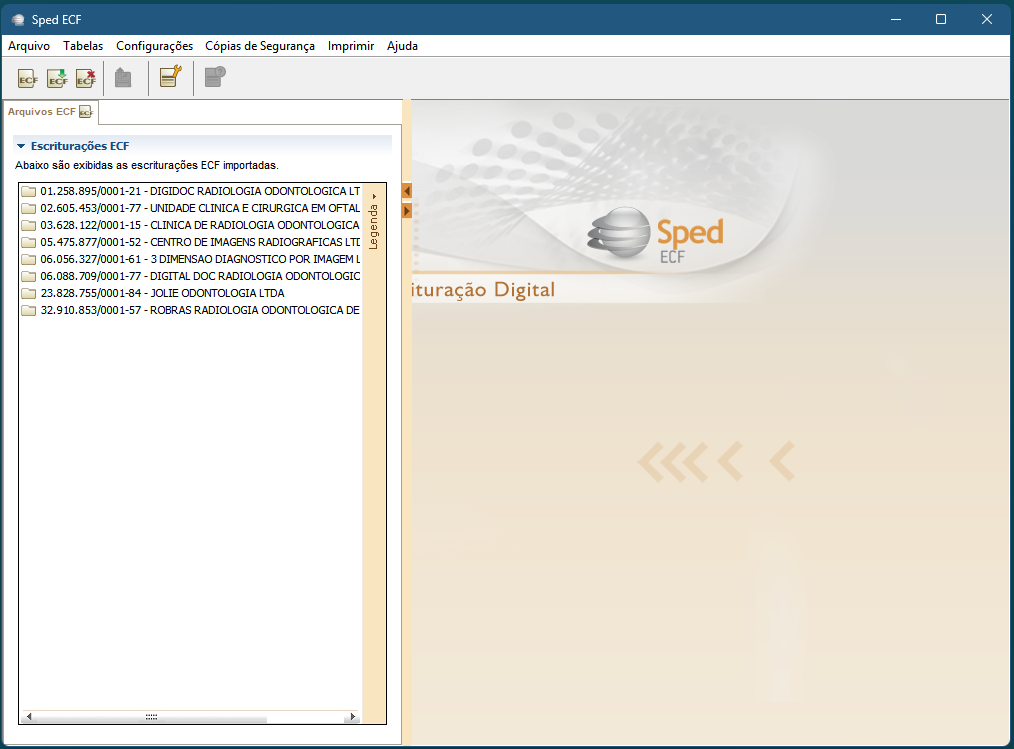 Sped ECF
Arquivo Tabelas Configurações Cópias de Segurança Imprimir Ajuda
ECF ECF ECF
Arquivos ECF
Escriturações ECF
Abaixo são exibidas as escriturações ECF importadas.
01.258.895/0001-21 - DIGIDOC RADIOLOGIA ODONTOLOGICA LT
02.605.453/0001-77 - UNIDADE CLINICA E CIRURGICA EM OFTAL
03.628.122/0001-15 - CLINICA DE RADIOLOGIA ODONTOLOGICA
05.475.877/0001-52 - CENTRO DE IMAGENS RADIOGRAFICAS LTD
06.056.327/0001-61 - 3 DIMENSAO DIAGNOSTICO POR IMAGEM L
06.088.709/0001-77 - DIGITAL DOC RADIOLOGIA ODONTOLOGIC
23.828.755/0001-84 - JOLIE ODONTOLOGIA LTDA
32.910.853/0001-57 - ROBRAS RADIOLOGIA ODONTOLOGICA DE
Legenda
Sped
ECF
ituração Digital